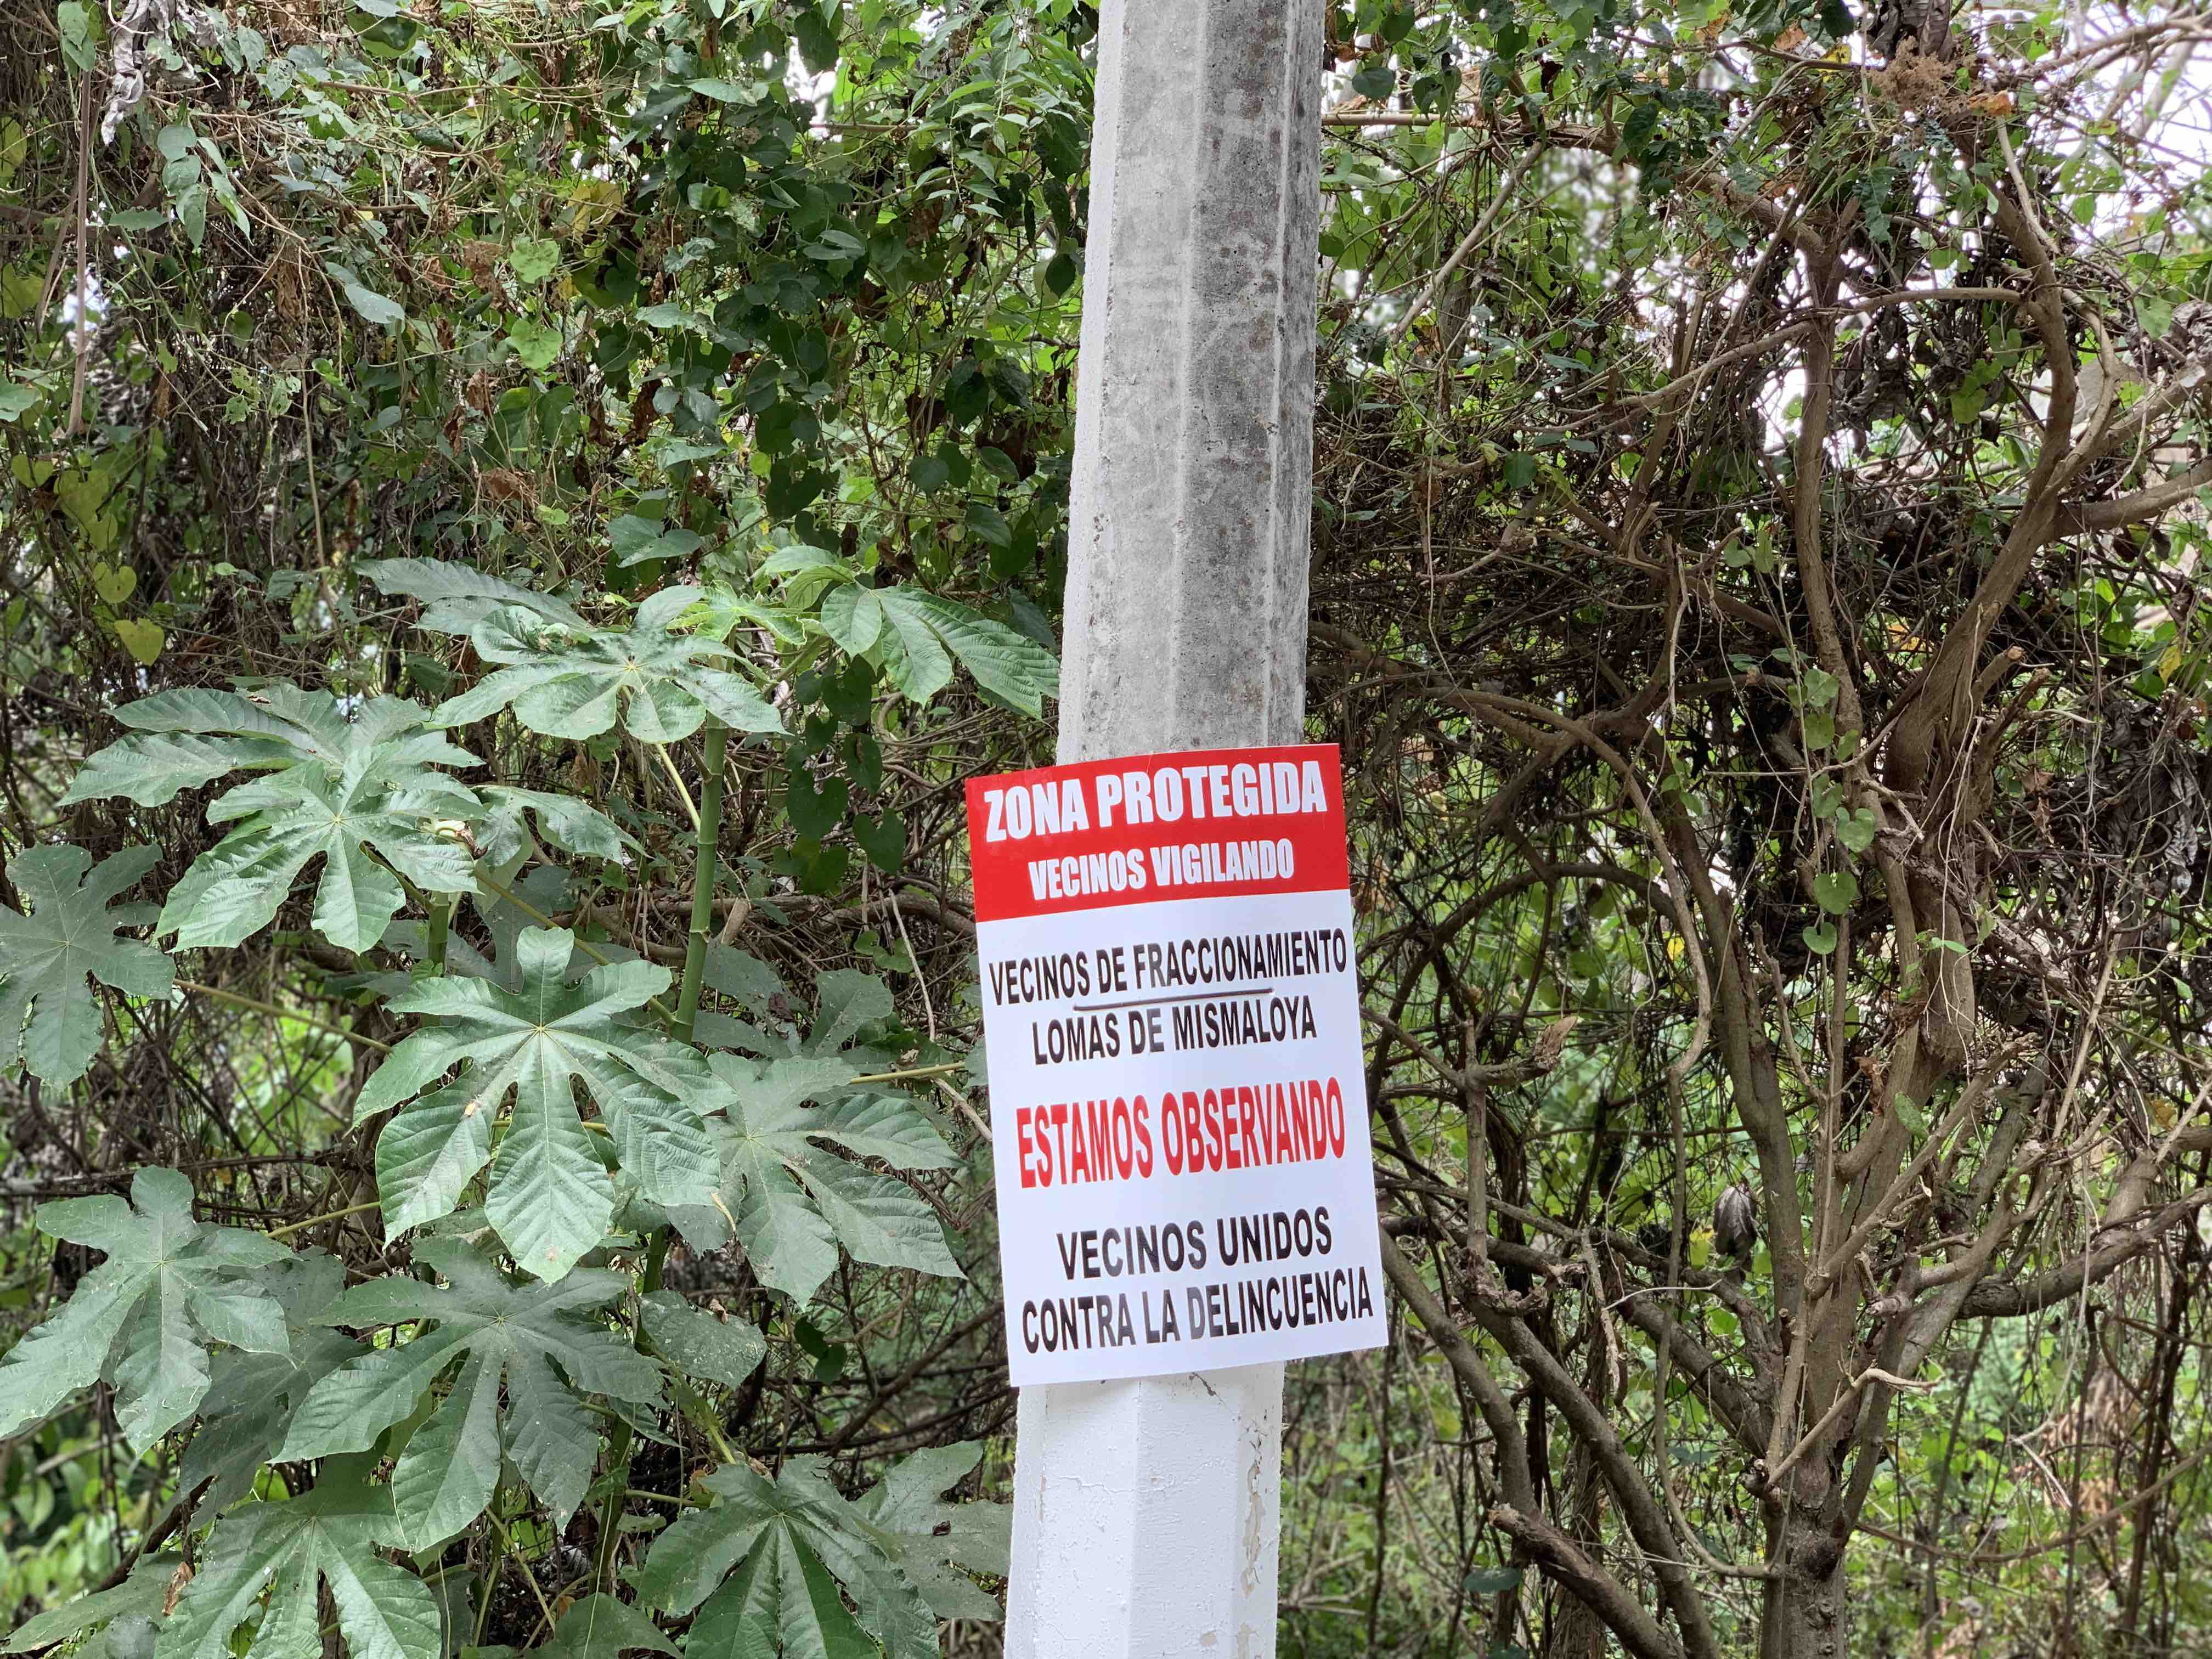 ZONA PROTEGIDA
VECINOS VIGILANDO
VECINOS DE FRACCIONAMIENTO
LOMAS DE MISMALOYA
ESTAMOS OBSERVANDO
VECINOS UNIDOS
CONTRA LA DELINCUENCIA